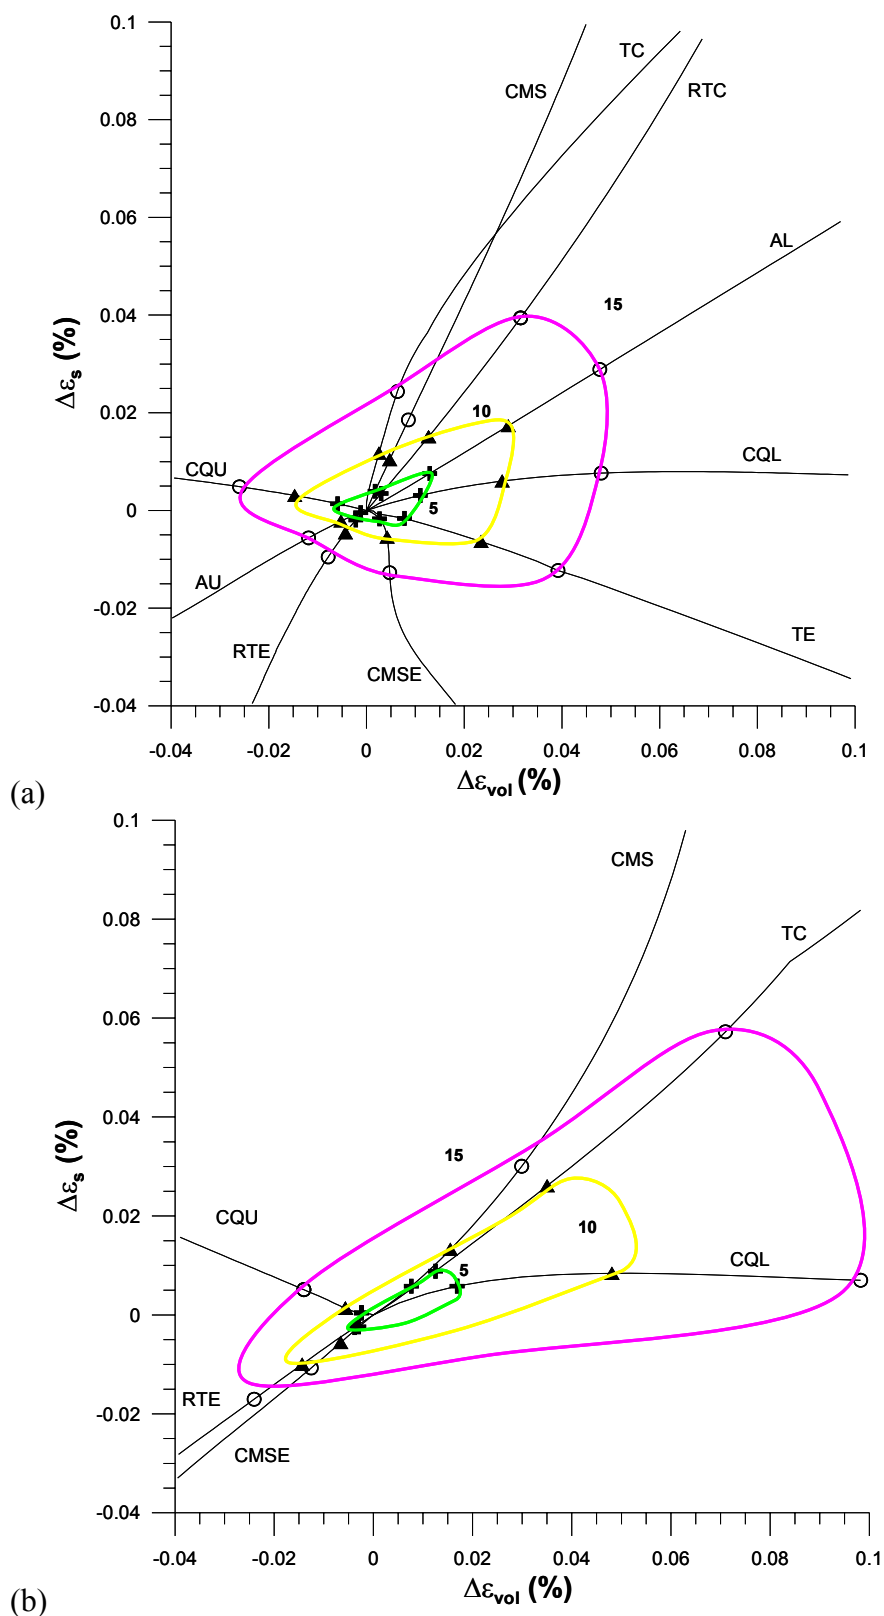 0.1
TC
CMS
RTC
0.08
0.06
AL
0.04
15
Δεs (%)
0.02
10
CQU
CQL
5
0
AU
-0.02
RTE
TE
CMSE
-0.04
-0.04 -0.02 0 0.02 0.04 0.06 0.08 0.1
(a)
Δεvol (%)
0.1
CMS
0.08
TC
0.06
0.04
15
Δεs (%)
0.02
CQU
10
CQL
5
0
RTE
-0.02
CMSE
-0.04
-0.04 -0.02 0 0.02 0.04 0.06 0.08 0.1
(b)
Δεvol (%)